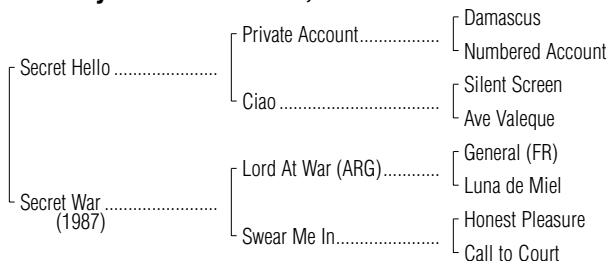 Damascus
Private Account..................
Numbered Account
Secret Hello .......................
Silent Screen
Ciao ....................................
Ave Valeque
General (FR)
Lord At War (ARG)............
Luna de Miel
Secret War .........................
(1987)
Honest Pleasure
Swear Me In.......................
Call to Court